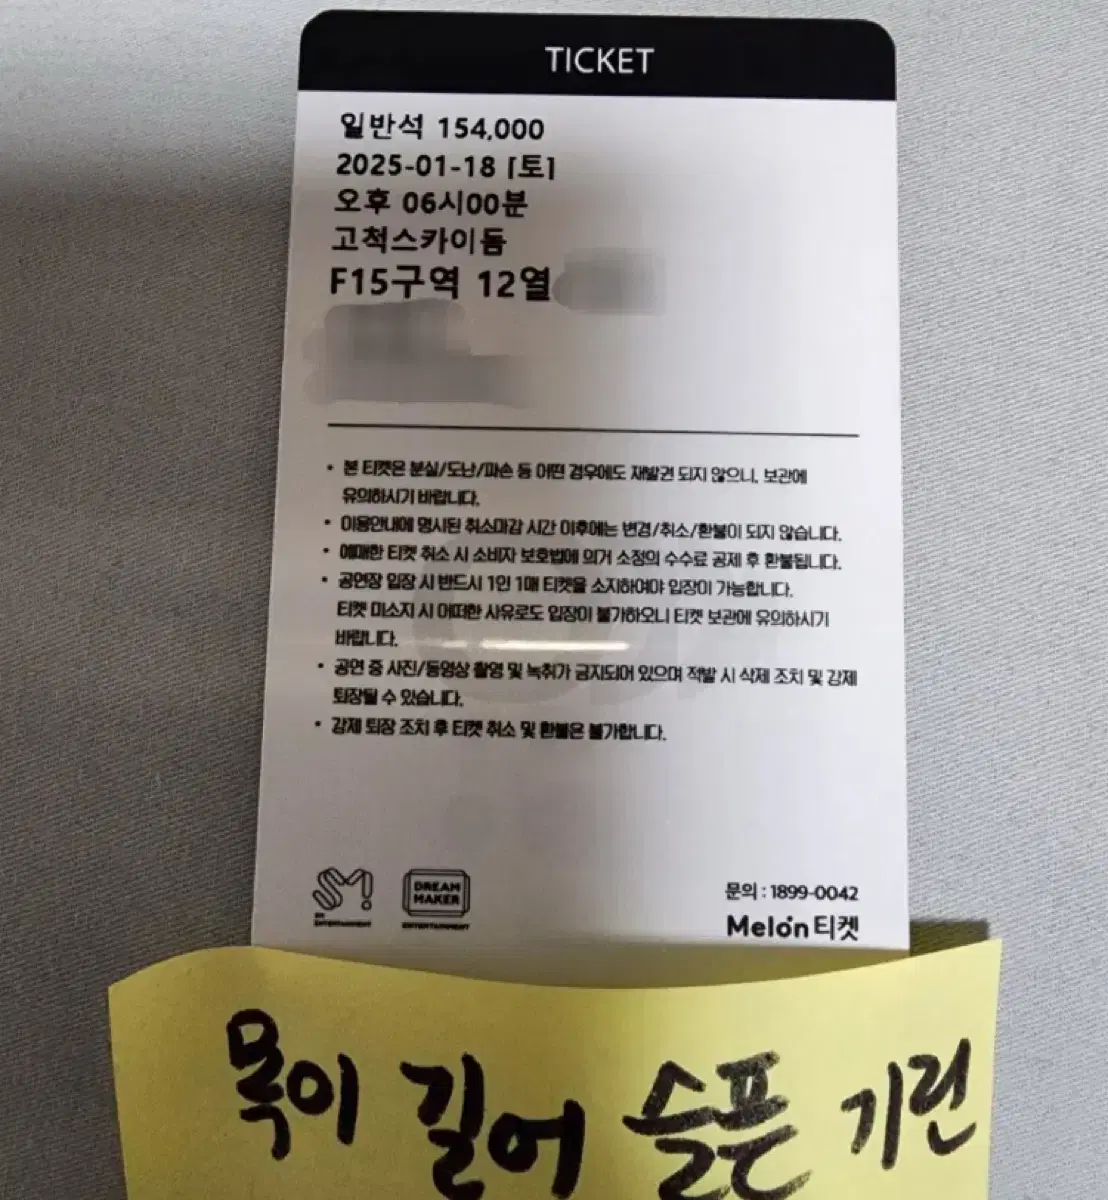 TICKET
일반석 154,000
2025-01-18 [토]
오후 06시00분
고척스카이돔
F15구역 12열
• 본 티켓은 분실/도난/파손 등 어떤 경우에도 재발권 되지 않으니, 보관에
유의하시기 바랍니다.
• 이용안내에 명시된 취소마감 시간 이후에는 변경/취소/환불이 되지 않습니다.
• 예매한 티켓 취소 시 소비자 보호법에 의거 소정의 수수료 공제 후 환불됩니다.
• 공연장 입장 시 반드시 1인 1매 티켓을 소지하여야 입장이 가능합니다.
티켓 미소지 시 어떠한 사유로도 입장이 불가하오니 티켓 보관에 유의하시기
바랍니다.
• 공연 중 사진/동영상 촬영 및 녹취가 금지되어 있으며 적발 시 삭제 조치 및 강제
퇴장될 수 있습니다.
• 강제 퇴장 조치 후 티켓 취소 및 환불은 불가합니다.
SM
SM
ENTERTAINMENT
DREAM
MAKER
ENTERTAINMENT
문의 : 1899-0042
Melon티켓
목이 길어 슬픈 기린